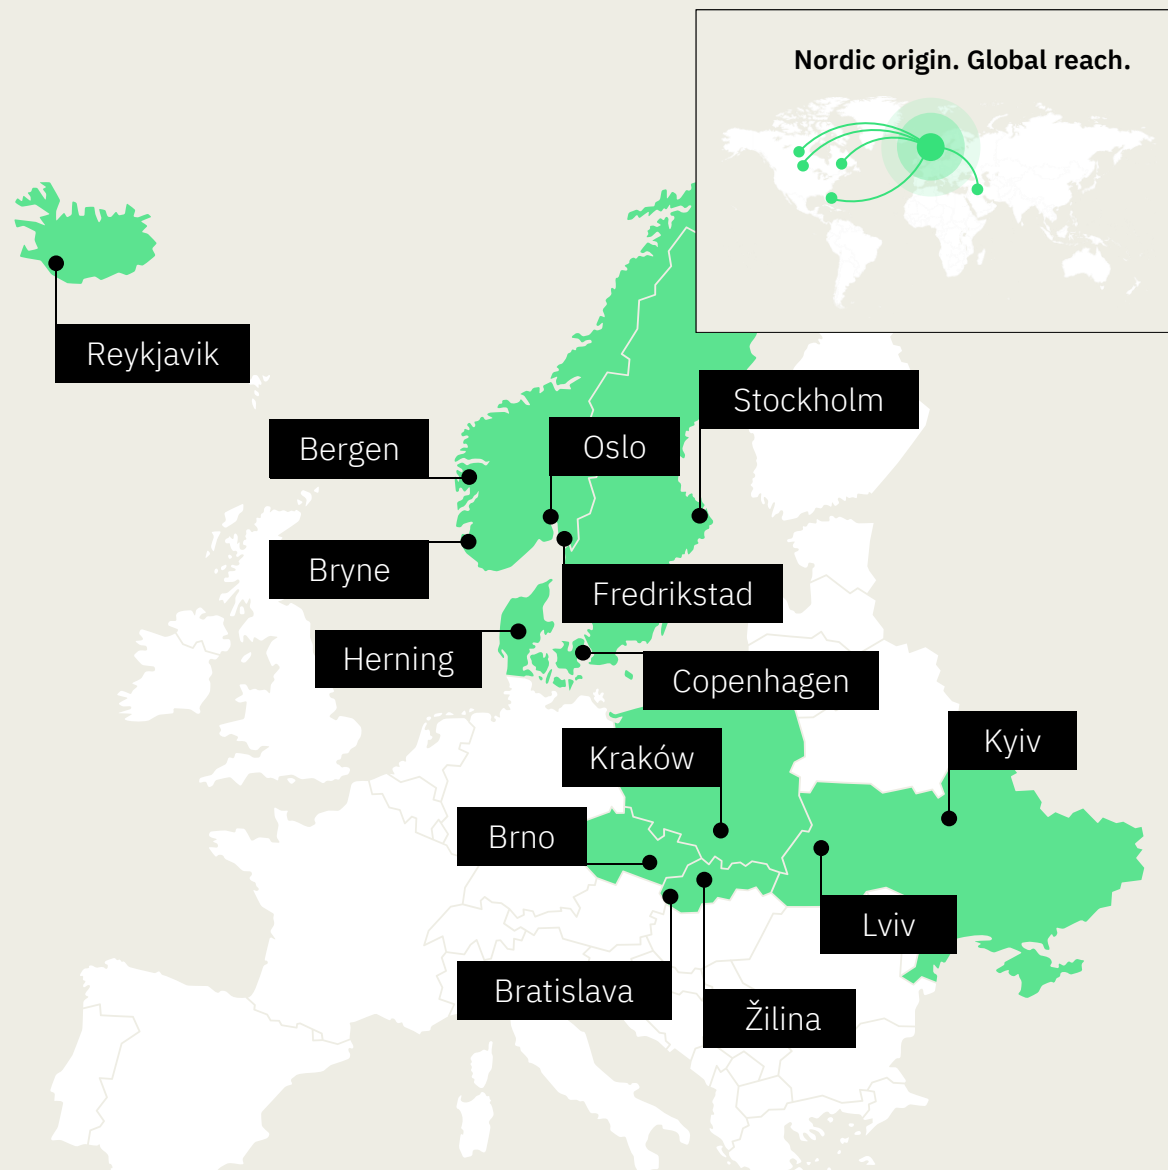 Nordic origin. Global reach.
Reykjavik
Stockholm
Bergen
Oslo
Bryne
Fredrikstad
Herning
Copenhagen
Kyiv
Kraków
Brno
Lviv
Bratislava
Žilina